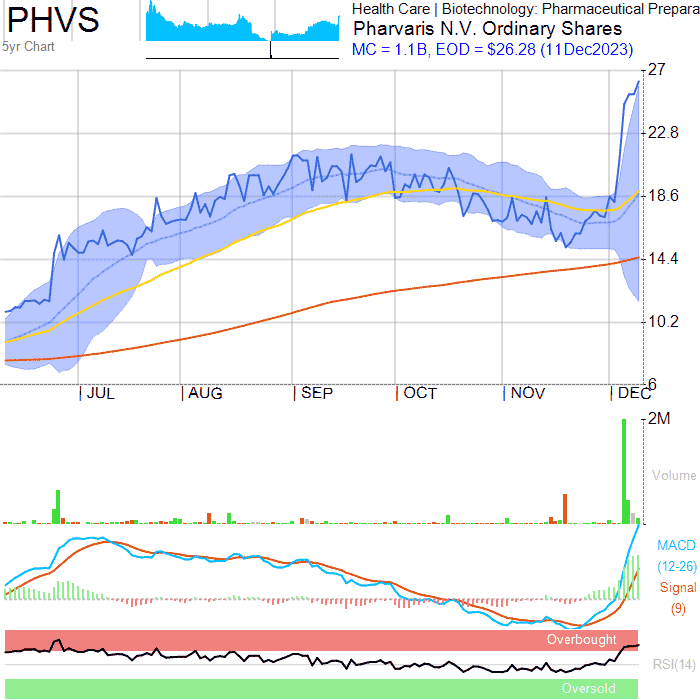 PHVS
5yr Chart
Health Care | Biotechnology: Pharmaceutical Prepara
Pharvaris N.V. Ordinary Shares
MC = 1.1B, EOD = $26.28 (11Dec2023)
27
22.8
18.6
14.4
10.2
6
JUL
AUG
SEP
OCT
NOV
DEC
2M
Volume
MACD
(12-26)
Signal
(9)
Overbought
RSI(14)
Oversold